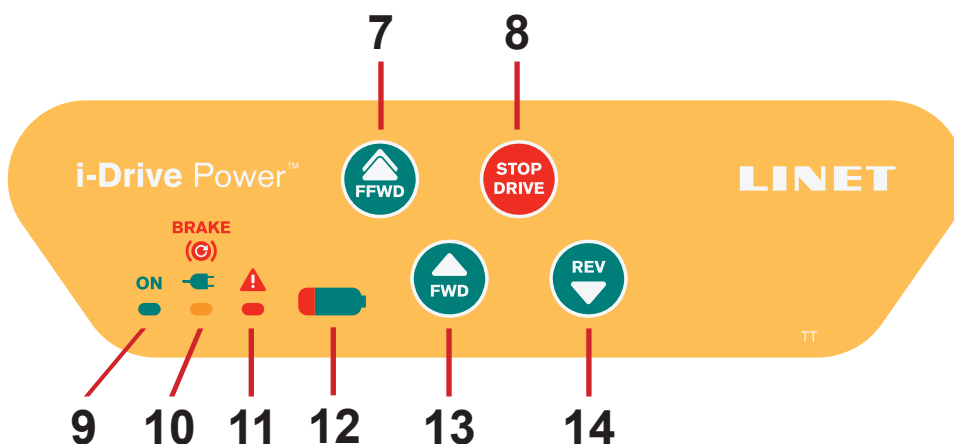 7 8
i-Drive Power™
FFWD
STOP
DRIVE
LINET
BRAKE
ON
FWD
REV
TT
9 10 11 12 13 14